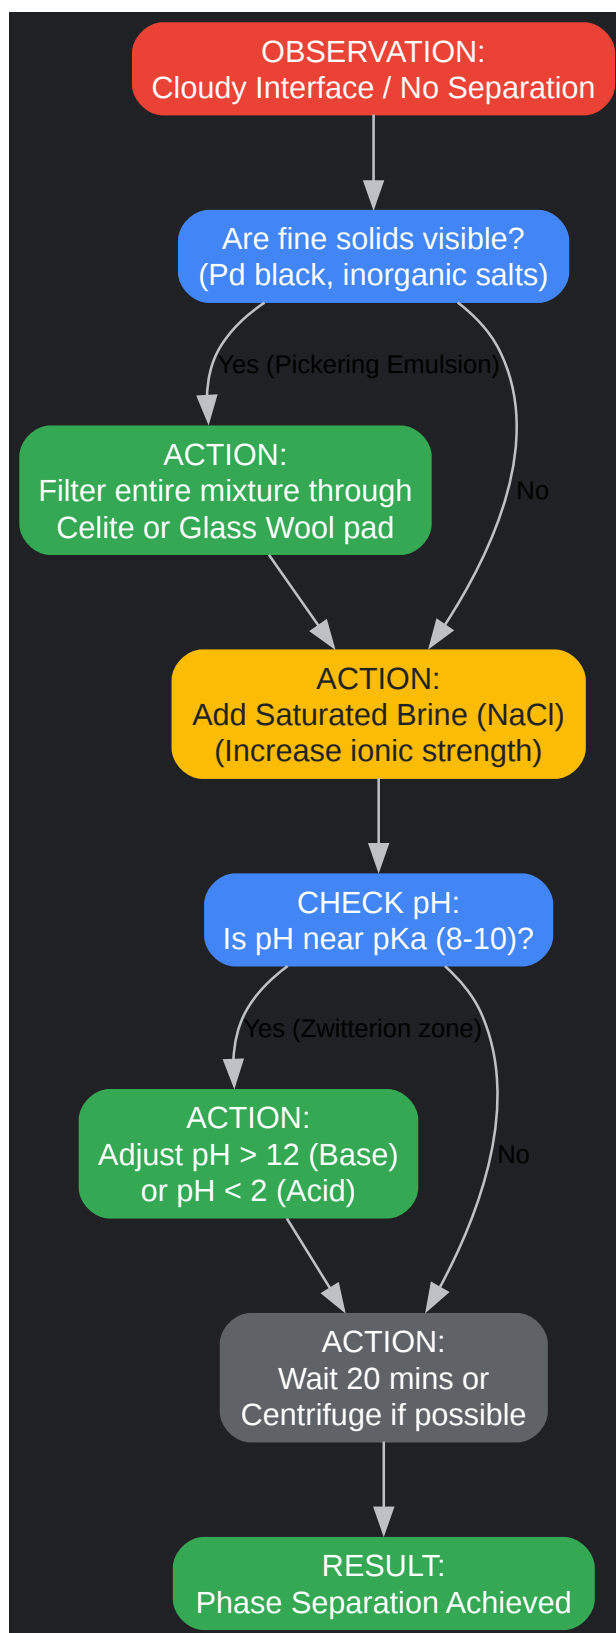 OBSERVATION:
Cloudy Interface / No Separation
Are fine solids visible?
(Pd black, inorganic salts)
Yes (Pickering Emulsion)
ACTION:
Filter entire mixture through
Celite or Glass Wool pad
No
ACTION:
Add Saturated Brine (NaCl)
(Increase ionic strength)
CHECK pH:
Is pH near pKa (8-10)?
Yes (Zwitterion zone)
ACTION:
Adjust pH > 12 (Base)
or pH < 2 (Acid)
No
ACTION:
Wait 20 mins or
Centrifuge if possible
RESULT:
Phase Separation Achieved